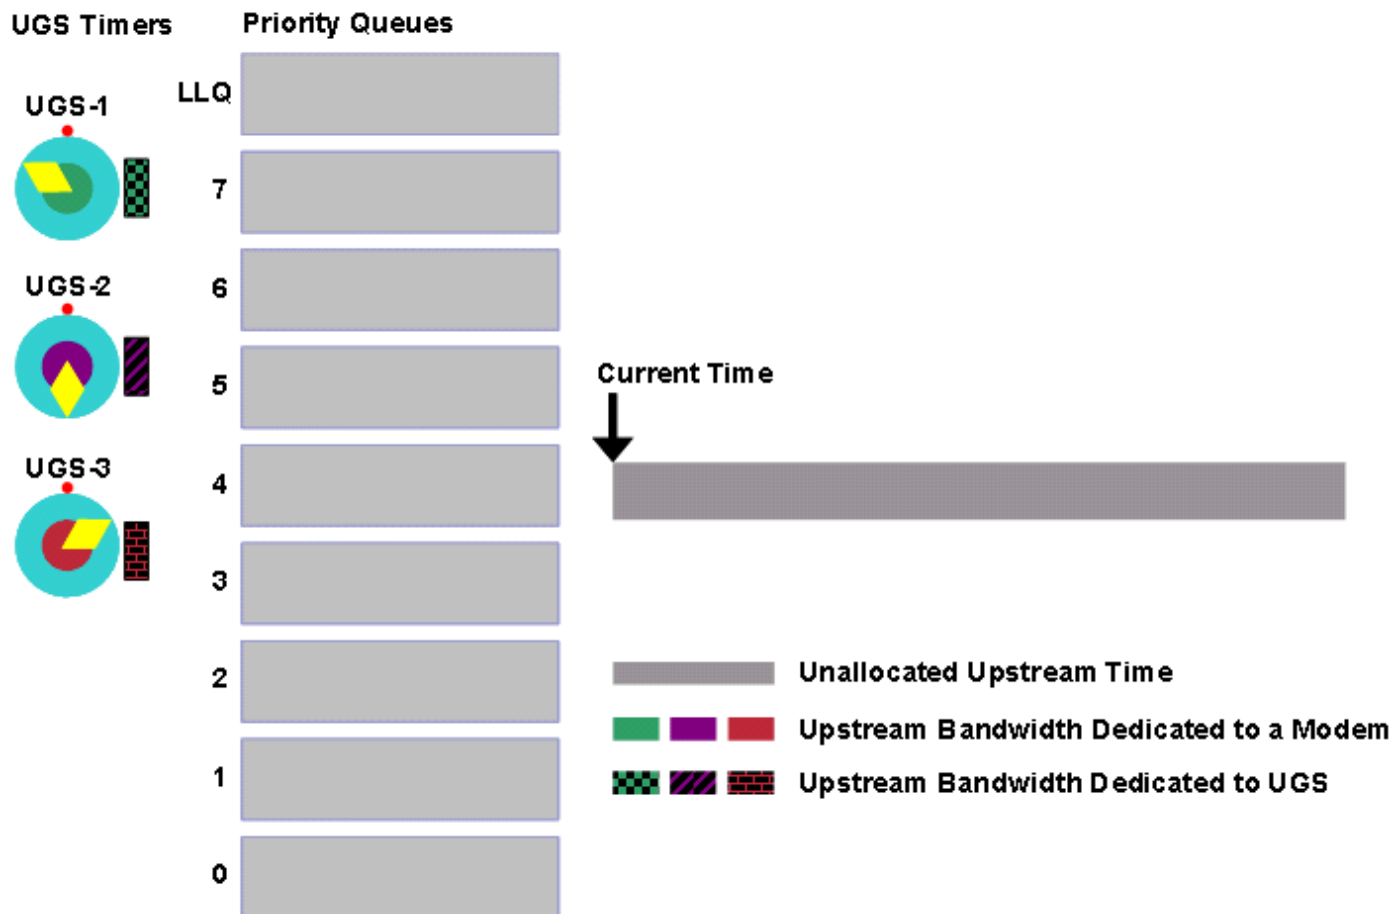 UGS Timers
Priority Queues
LLQ
UGS-1
7
UGS-2
6
5
Current Time
UGS-3
4
3
2
Unallocated Upstream Time
Upstream Bandwidth Dedicated to a Modem
1
Upstream Bandwidth Dedicated to UGS
0